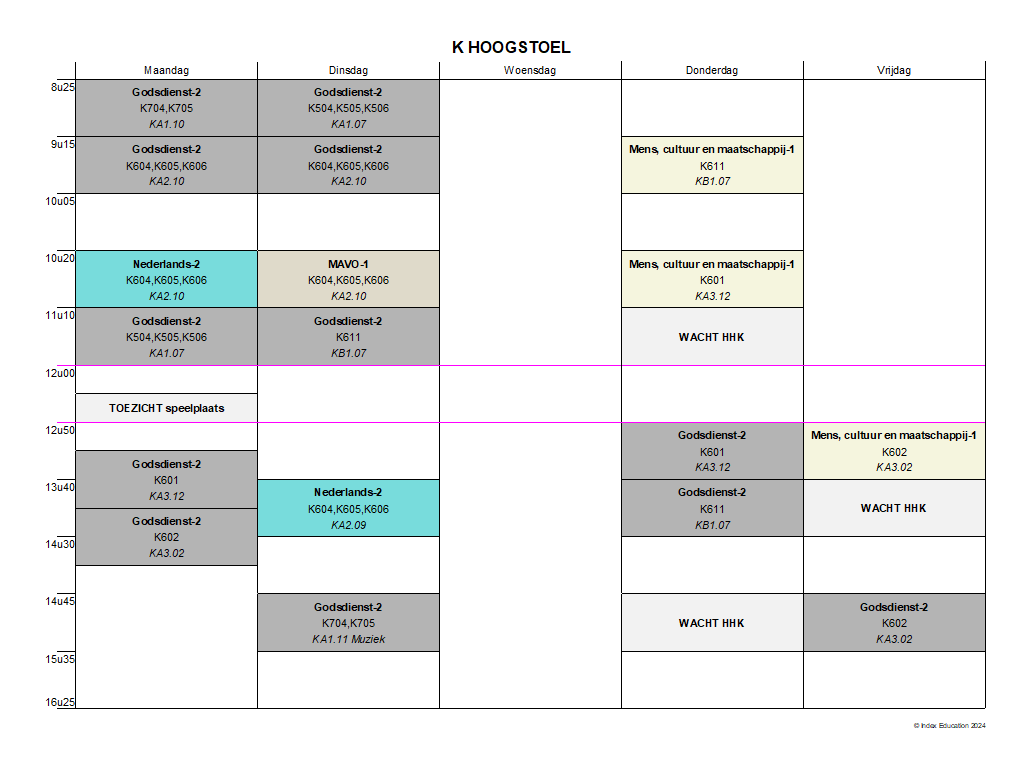 K HOOGSTOEL
Maandag
Dinsdag
Woensdag
Donderdag
Vrijdag
8u25
9u15
10u05
10u20
11u10
12u00
12u50
13u40
14u30
14u45
15u35
16u25
Godsdienst-2
K704,K705
KA1.10
Godsdienst-2
K604,K605,K606
KA2.10
Nederlands-2
K604,K605,K606
KA2.10
Godsdienst-2
K504,K505,K506
KA1.07
TOEZICHT speelplaats
Godsdienst-2
K601
KA3.12
Godsdienst-2
K602
KA3.02
Godsdienst-2
K504,K505,K506
KA1.07
Godsdienst-2
K604,K605,K606
KA2.10
MAVO-1
K604,K605,K606
KA2.10
Godsdienst-2
K611
KB1.07
Nederlands-2
K604,K605,K606
KA2.09
Godsdienst-2
K704,K705
KA1.11 Muziek
Mens, cultuur en maatschappij-1
K611
KB1.07
Mens, cultuur en maatschappij-1
K601
KA3.12
WACHT HHK
Godsdienst-2
K601
KA3.12
Godsdienst-2
K611
KB1.07
WACHT HHK
Mens, cultuur en maatschappij-1
K602
KA3.02
WACHT HHK
Godsdienst-2
K602
KA3.02
© Index Education 2024